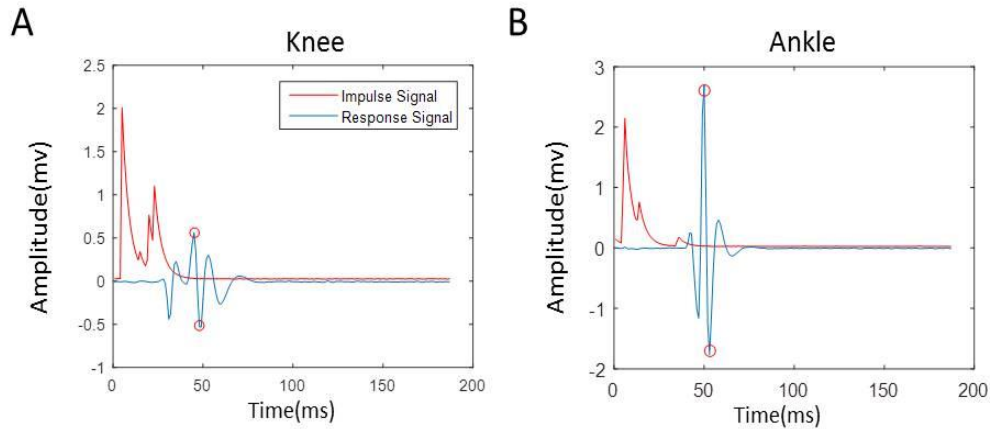 A
Knee
Amplitude(mv)
2.5
2
1.5
1
0.5
0
-0.5
-1
0
50
100
150
200
Time(ms)
Impulse Signal
Response Signal
B
Ankle
Amplitude(mv)
3
2
1
0
-1
-2
0
50
100
150
200
Time(ms)